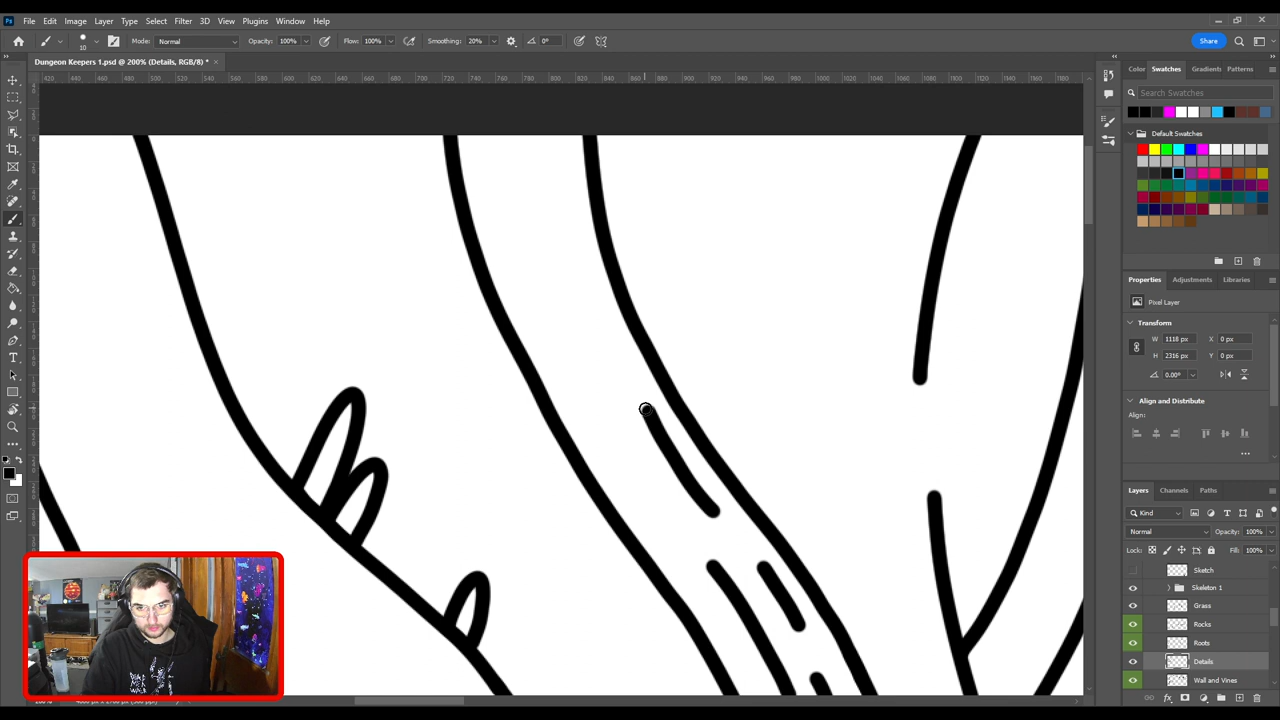 Ps File Edit Image Layer Type Select Filter 3D View Plugins Window Help
10 Mode: Normal Opacity: 100% Flow: 100% Smoothing: 20% 0° Share
Dungeon Keepers 1.psd @ 200% (Details, RGB/8) *
Color Swatches Gradients Patterns
Search Swatches
Default Swatches
Properties Adjustments Libraries
Pixel Layer
Transform
W 1118 px X 0 px
H 2316 px Y 0 px
0.00°
Align and Distribute
Align:
Layers Channels Paths
Kind
Normal Opacity: 100%
Lock: Fill: 100%
Sketch
Skeleton 1
Grass
Rocks
Roots
Details
Wall and Vines